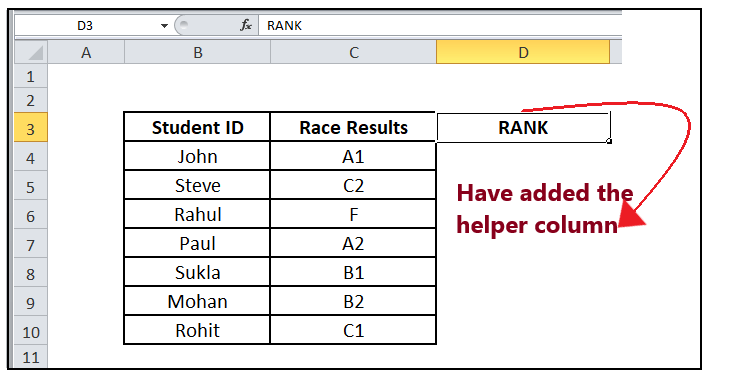 D3 fx RANK
A B C D
1
2
3 Student ID Race Results RANK
4 John A1
5 Steve C2
6 Rahul F
7 Paul A2
8 Sukla B1
9 Mohan B2
10 Rohit C1
11
Have added the
helper column